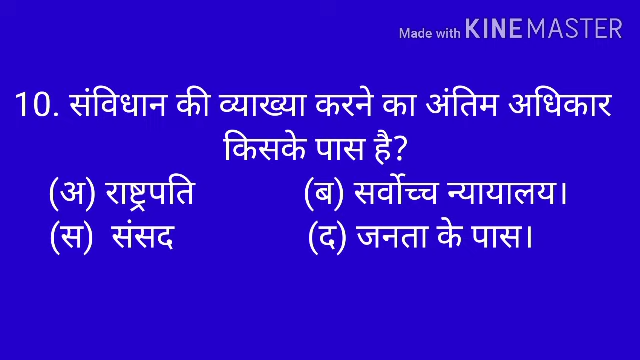 Made with KINEMASTER
10. संविधान की व्याख्या करने का अंतिम अधिकार
किसके पास है?
(अ) राष्ट्रपति (ब) सर्वोच्च न्यायालय।
(स) संसद (द) जनता के पास।